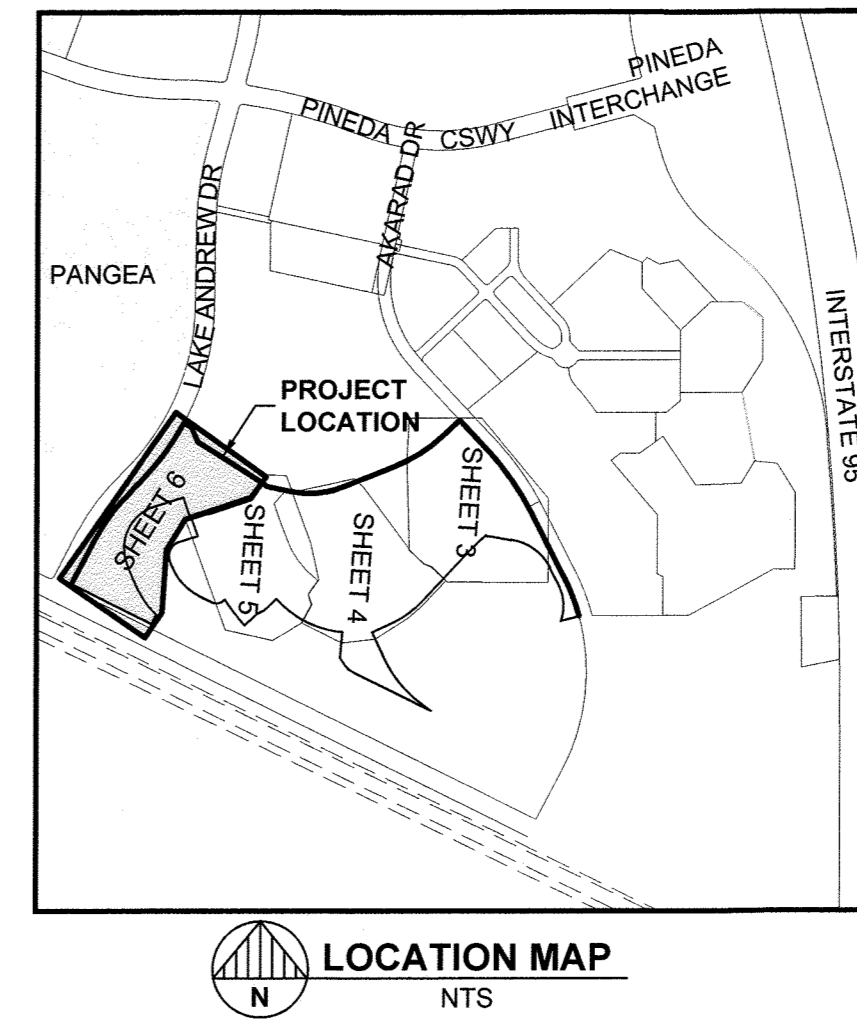 PINEDA
INTERCHANGE
PINEDA CSWY
AKARAD DR
LAKE ANDREW DR
PANGEA
INTERSTATE 95
PROJECT
LOCATION
SHEET 6
SHEET 5
SHEET 4
SHEET 3
N
LOCATION MAP
NTS